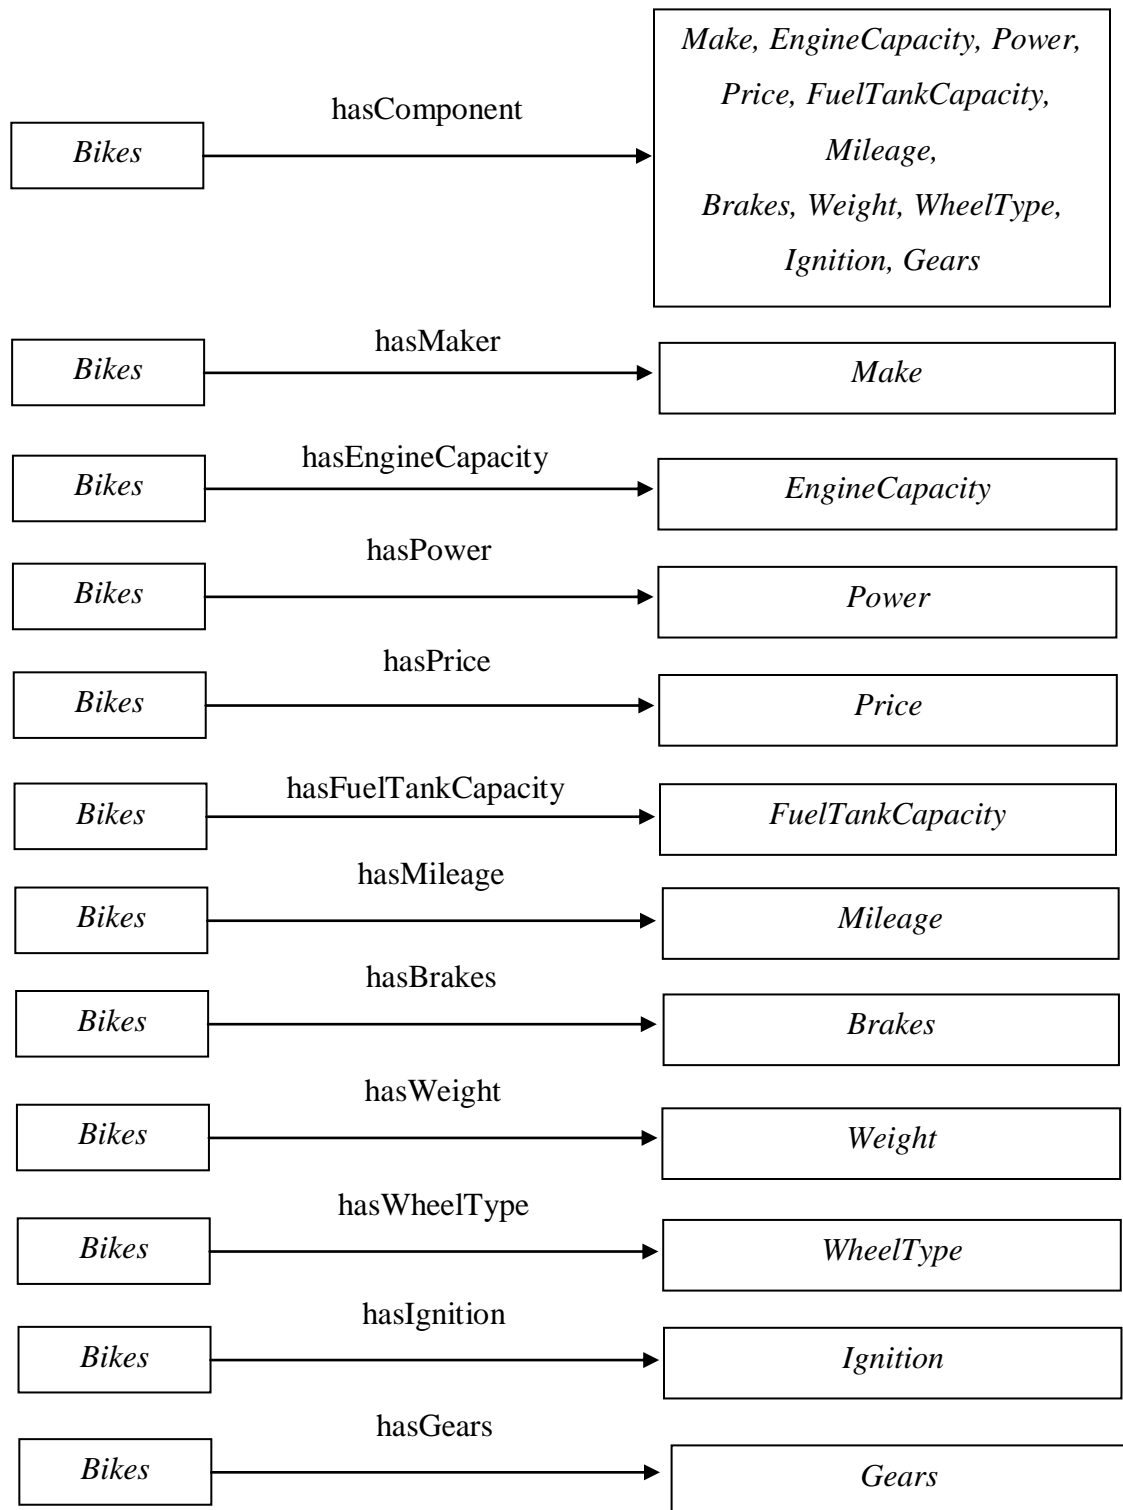 Make, EngineCapacity, Power,
Price, FuelTankCapacity,
hasComponent
Bikes
Mileage,
Brakes, Weight, WheelType,
Ignition, Gears
hasMaker
Bikes
Make
hasEngineCapacity
Bikes
EngineCapacity
hasPower
Bikes
Power
hasPrice
Bikes
Price
hasFuelTankCapacity
Bikes
FuelTankCapacity
hasMileage
Bikes
Mileage
hasBrakes
Bikes
Brakes
hasWeight
Bikes
Weight
hasWheelType
Bikes
WheelType
hasIgnition
Bikes
Ignition
hasGears
Bikes
Gears